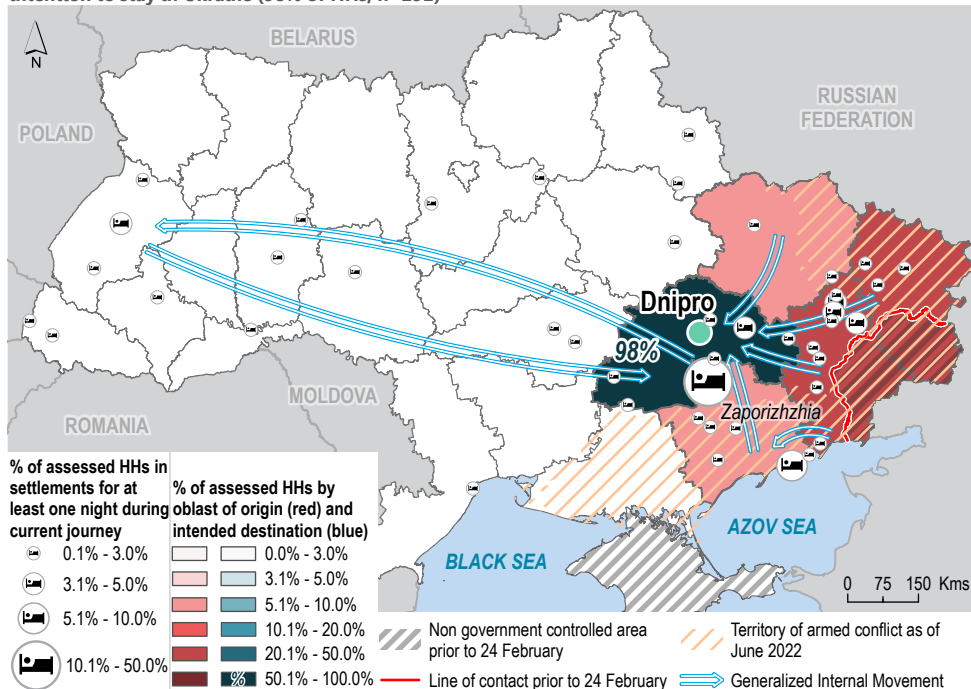 N
BELARUS
POLAND
RUSSIAN
FEDERATION
Dnipro
98%
Zaporizhzhia
MOLDOVA
ROMANIA
BLACK SEA
AZOV SEA
0 75 150 Kms
% of assessed HHs in
settlements for at
least one night during
current journey
0.1% - 3.0%
3.1% - 5.0%
5.1% - 10.0%
10.1% - 50.0%
% of assessed HHs by
oblast of origin (red) and
intended destination (blue)
0.0% - 3.0%
3.1% - 5.0%
5.1% - 10.0%
10.1% - 20.0%
20.1% - 50.0%
% 50.1% - 100.0%
Non government controlled area
prior to 24 February
Line of contact prior to 24 February
Territory of armed conflict as of
June 2022
Generalized Internal Movement